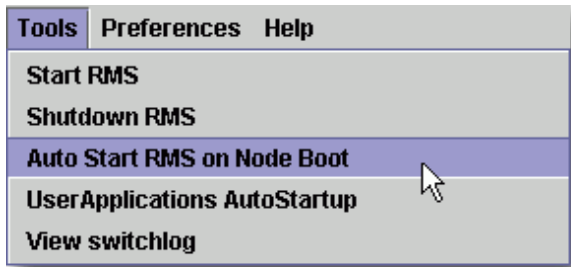 Tools Preferences Help
Start RMS
Shutdown RMS
Auto Start RMS on Node Boot
UserApplications AutoStartup
View switchlog